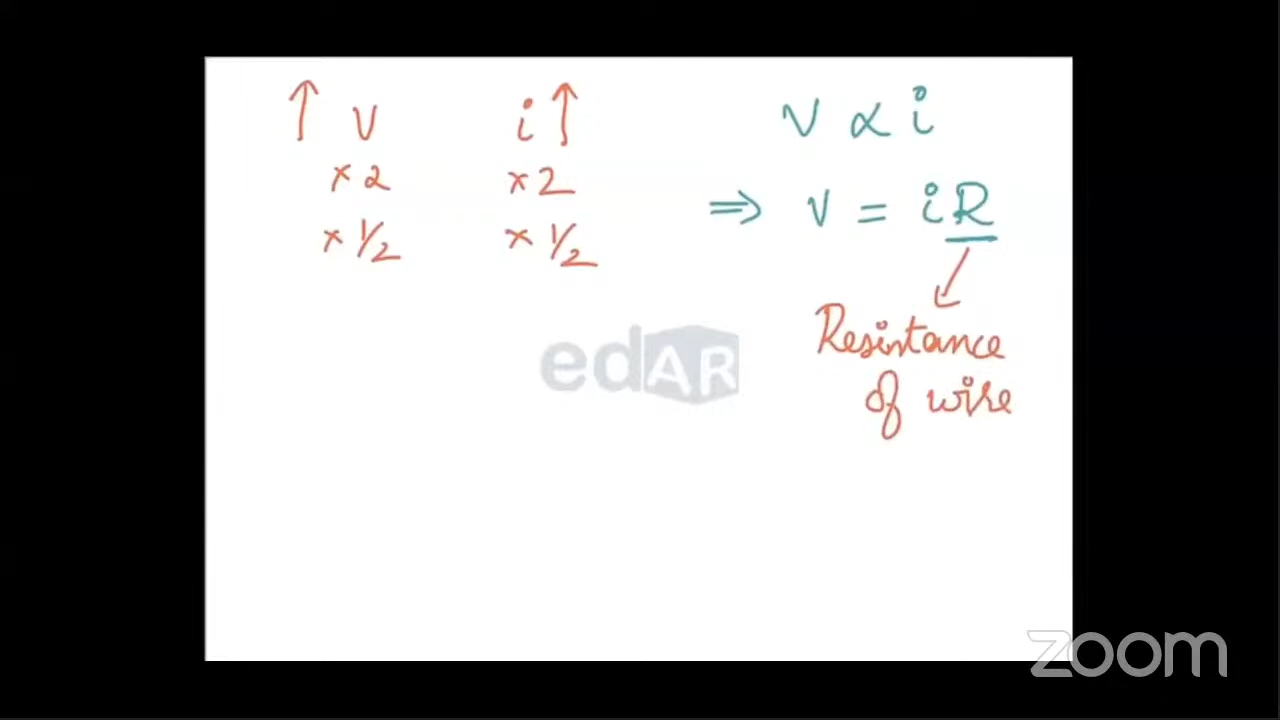 ↑ V i ↑
×2 ×2
×1/2 ×1/2
V ∝ i
⇒ V = iR
Resistance
of wire
edAR
zoom